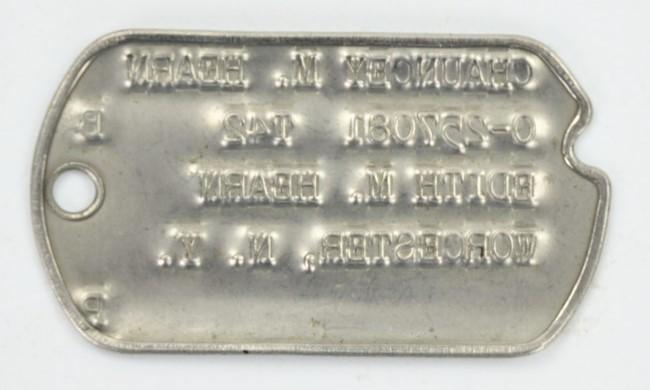 CHAUNCEY M. HEARN
O-257081 T42 B
EDITH M. HEARN
WORCESTER, N. Y.
P